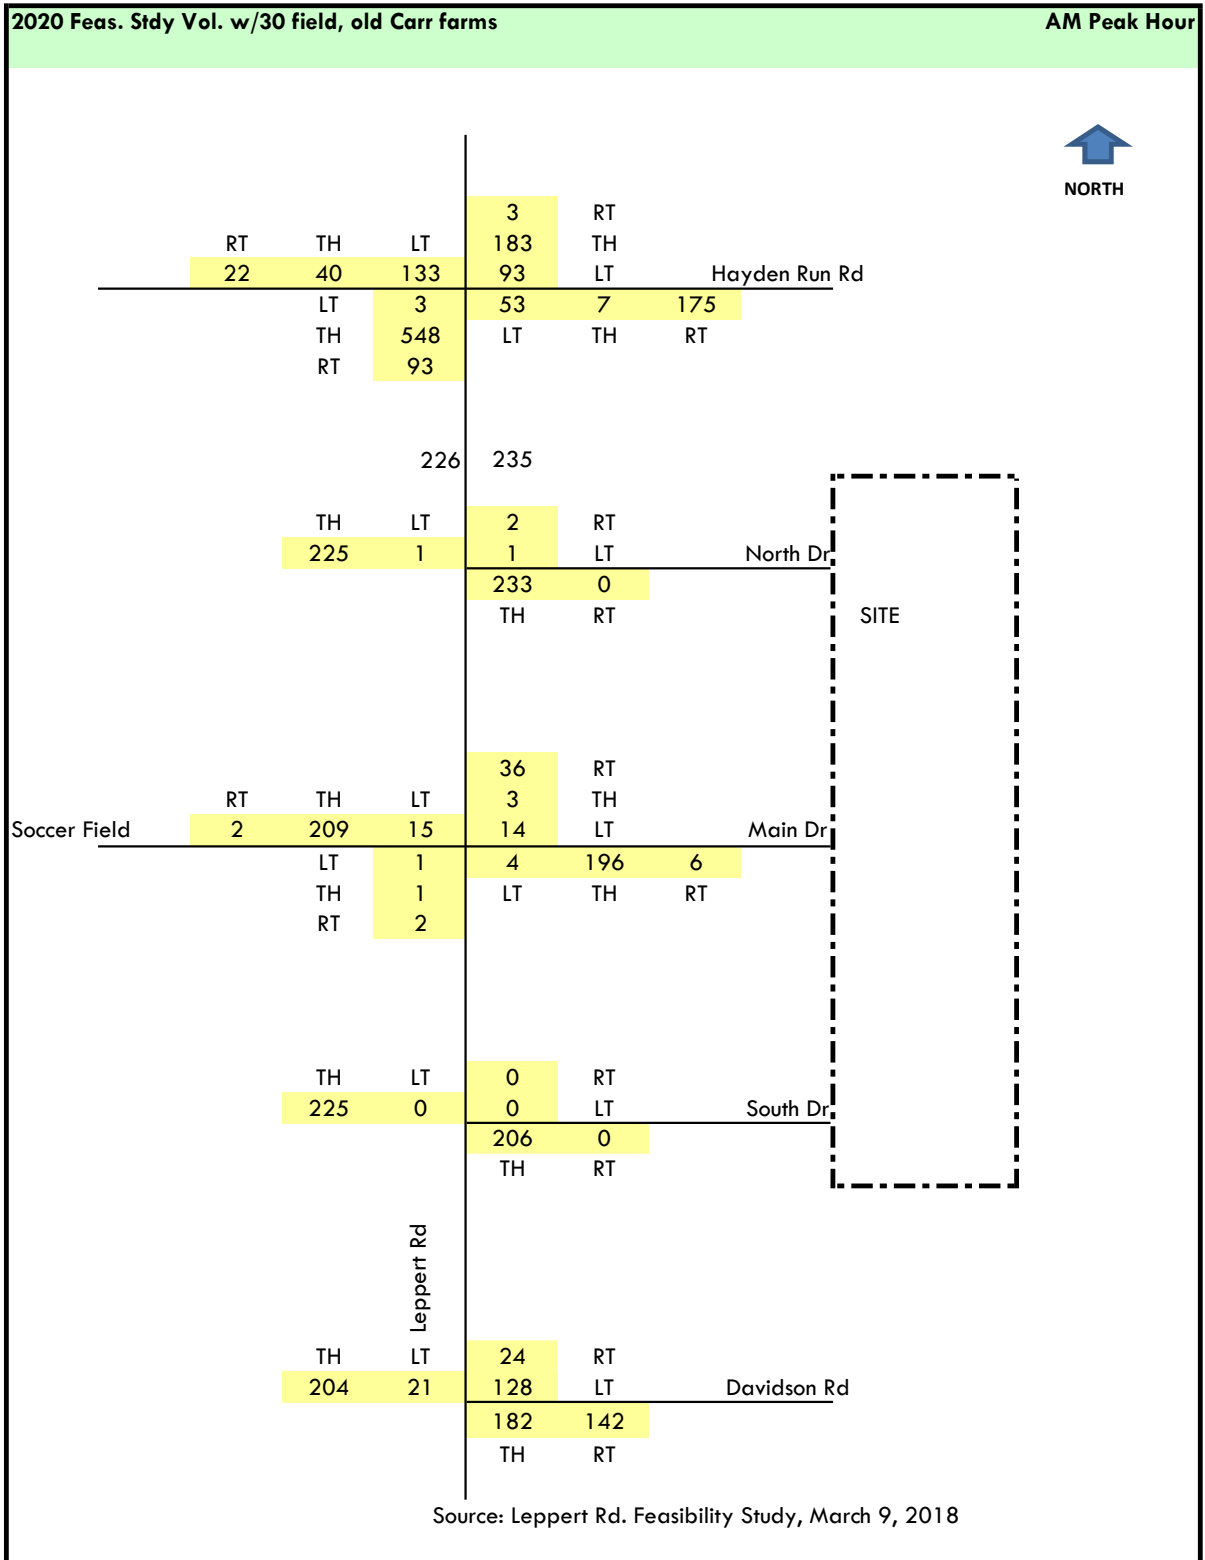 2020 Feas. Stdy Vol. w/30 field, old Carr farms AM Peak Hour
NORTH
3 RT
RT TH LT 183 TH
22 40 133 93 LT Hayden Run Rd
LT 3 53 7 175
TH 548 LT TH RT
RT 93
226 235
TH LT 2 RT
225 1 1 LT North Dr
233 0
TH RT SITE
36 RT
RT TH LT 3 TH
Soccer Field 2 209 15 14 LT Main Dr
LT 1 4 196 6
TH 1 LT TH RT
RT 2
TH LT 0 RT
225 0 0 LT South Dr
206 0
TH RT
Leppert Rd
TH LT 24 RT
204 21 128 LT Davidson Rd
182 142
TH RT
Source: Leppert Rd. Feasibility Study, March 9, 2018